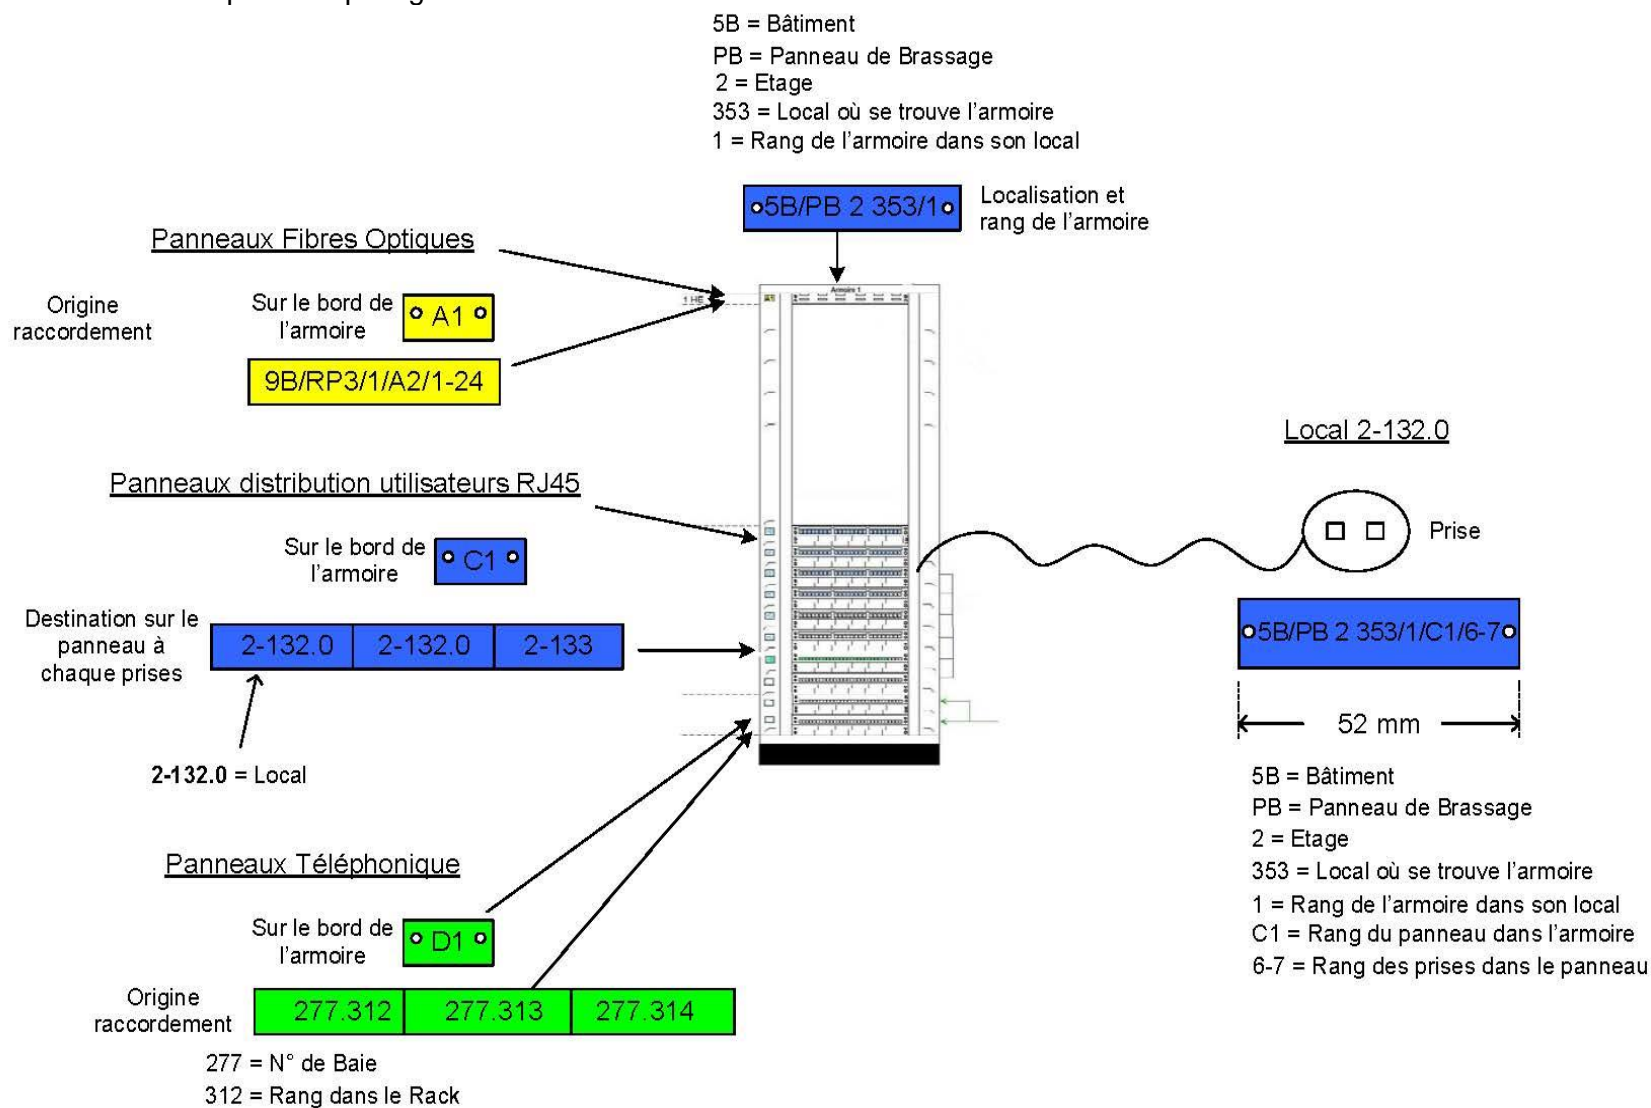 5B = Bâtiment
PB = Panneau de Brassage
2 = Etage
353 = Local où se trouve l'armoire
1 = Rang de l'armoire dans son local
5B/PB 2 353/1
Localisation et
rang de l'armoire
Panneaux Fibres Optiques
Origine
raccordement
Sur le bord de
l'armoire
A1
9B/RP3/1/A2/1-24
Armoire 1
1 HE
Panneaux distribution utilisateurs RJ45
Sur le bord de
l'armoire
C1
Destination sur le
panneau à
chaque prises
2-132.0
2-132.0
2-133
2-132.0 = Local
Local 2-132.0
Prise
5B/PB 2 353/1/C1/6-7
52 mm
5B = Bâtiment
PB = Panneau de Brassage
2 = Etage
353 = Local où se trouve l'armoire
1 = Rang de l'armoire dans son local
C1 = Rang du panneau dans l'armoire
6-7 = Rang des prises dans le panneau
Panneaux Téléphonique
Sur le bord de
l'armoire
D1
Origine
raccordement
277.312
277.313
277.314
277 = N° de Baie
312 = Rang dans le Rack